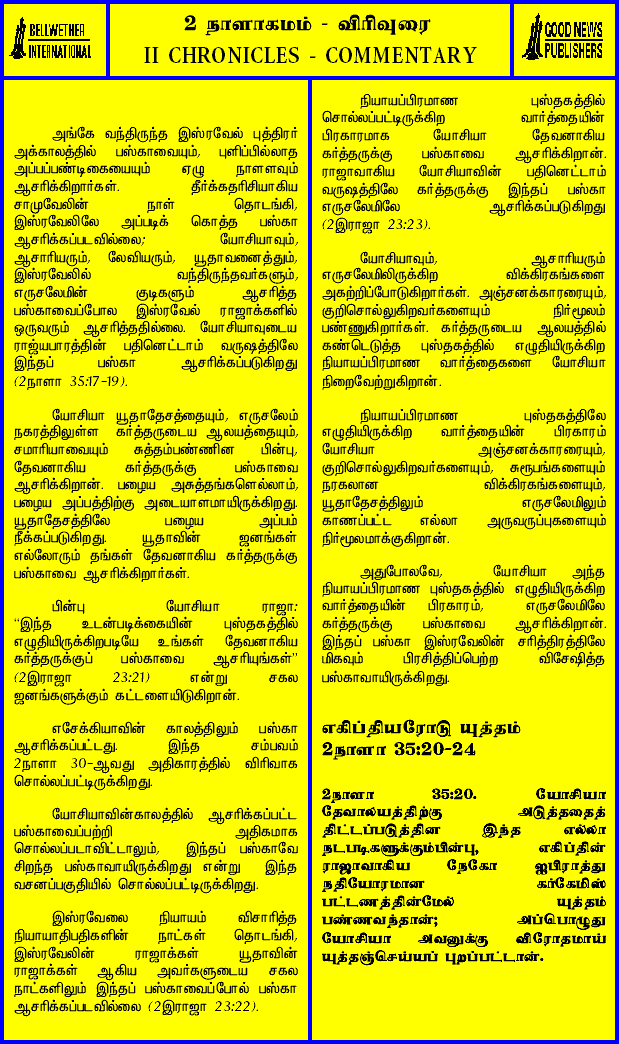 BELLWETHER
INTERNATIONAL
2 நாளாகமம் - விரிவுரை
II CHRONICLES - COMMENTARY
GOOD NEWS
PUBLISHERS
அங்கே வந்திருந்த இஸ்ரவேல் புத்திரர்
அக்காலத்தில் பஸ்காவையும், புளிப்பில்லாத
அப்பப்பண்டிகையையும் ஏழு நாளளவும்
ஆசரிக்கிறார்கள். தீர்க்கதரிசியாகிய
சாமுவேலின் நாள் தொடங்கி,
இஸ்ரவேலிலே அப்படிக் கொத்த பஸ்கா
ஆசரிக்கப்படவில்லை; யோசியாவும்,
ஆசாரியரும், லேவியரும், யூதாவனைத்தும்,
இஸ்ரவேலில் வந்திருந்தவர்களும்,
எருசலேமின் குடிகளும் ஆசரித்த
பஸ்காவைப்போல இஸ்ரவேல் ராஜாக்களில்
ஒருவரும் ஆசரித்ததில்லை. யோசியாவுடைய
ராஜ்யபாரத்தின் பதினெட்டாம் வருஷத்திலே
இந்தப் பஸ்கா ஆசரிக்கப்படுகிறது
(2நாளா 35:17-19).
யோசியா யூதாதேசத்தையும், எருசலேம்
நகரத்திலுள்ள கர்த்தருடைய ஆலயத்தையும்,
சமாரியாவையும் சுத்தம்பண்ணின பின்பு,
தேவனாகிய கர்த்தருக்கு பஸ்காவை
ஆசரிக்கிறான். பழைய அசுத்தங்களெல்லாம்,
பழைய அப்பத்திற்கு அடையாளமாயிருக்கிறது.
யூதாதேசத்திலே பழைய அப்பம்
நீக்கப்படுகிறது. யூதாவின் ஜனங்கள்
எல்லோரும் தங்கள் தேவனாகிய கர்த்தருக்கு
பஸ்காவை ஆசரிக்கிறார்கள்.
பின்பு யோசியா ராஜா:
“இந்த உடன்படிக்கையின் புஸ்தகத்தில்
எழுதியிருக்கிறபடியே உங்கள் தேவனாகிய
கர்த்தருக்குப் பஸ்காவை ஆசரியுங்கள்”
(2இராஜா 23:21) என்று சகல
ஜனங்களுக்கும் கட்டளையிடுகிறான்.
எசேக்கியாவின் காலத்திலும் பஸ்கா
ஆசரிக்கப்பட்டது. இந்த சம்பவம்
2நாளா 30-ஆவது அதிகாரத்தில் விரிவாக
சொல்லப்பட்டிருக்கிறது.
யோசியாவின்காலத்தில் ஆசரிக்கப்பட்ட
பஸ்காவைப்பற்றி அதிகமாக
சொல்லப்படாவிட்டாலும், இந்தப் பஸ்காவே
சிறந்த பஸ்காவாயிருக்கிறது என்று இந்த
வசனப்பகுதியில் சொல்லப்பட்டிருக்கிறது.
இஸ்ரவேலை நியாயம் விசாரித்த
நியாயாதிபதிகளின் நாட்கள் தொடங்கி,
இஸ்ரவேலின் ராஜாக்கள் யூதாவின்
ராஜாக்கள் ஆகிய அவர்களுடைய சகல
நாட்களிலும் இந்தப் பஸ்காவைப்போல் பஸ்கா
ஆசரிக்கப்படவில்லை (2இராஜா 23:22).
நியாயப்பிரமாண புஸ்தகத்தில்
சொல்லப்பட்டிருக்கிற வார்த்தையின்
பிரகாரமாக யோசியா தேவனாகிய
கர்த்தருக்கு பஸ்காவை ஆசரிக்கிறான்.
ராஜாவாகிய யோசியாவின் பதினெட்டாம்
வருஷத்திலே கர்த்தருக்கு இந்தப் பஸ்கா
எருசலேமிலே ஆசரிக்கப்படுகிறது
(2இராஜா 23:23).
யோசியாவும், ஆசாரியரும்
எருசலேமிலிருக்கிற விக்கிரகங்களை
அகற்றிப்போடுகிறார்கள். அஞ்சனக்காரரையும்,
குறிசொல்லுகிறவர்களையும் நிர்மூலம்
பண்ணுகிறார்கள். கர்த்தருடைய ஆலயத்தில்
கண்டெடுத்த புஸ்தகத்தில் எழுதியிருக்கிற
நியாயப்பிரமாண வார்த்தைகளை யோசியா
நிறைவேற்றுகிறான்.
நியாயப்பிரமாண புஸ்தகத்திலே
எழுதியிருக்கிற வார்த்தையின் பிரகாரம்
யோசியா அஞ்சனக்காரரையும்,
குறிசொல்லுகிறவர்களையும், சுரூபங்களையும்
நரகலான விக்கிரகங்களையும்,
யூதாதேசத்திலும் எருசலேமிலும்
காணப்பட்ட எல்லா அருவருப்புகளையும்
நிர்மூலமாக்குகிறான்.
அதுபோலவே, யோசியா அந்த
நியாயப்பிரமாண புஸ்தகத்தில் எழுதியிருக்கிற
வார்த்தையின் பிரகாரம், எருசலேமிலே
கர்த்தருக்கு பஸ்காவை ஆசரிக்கிறான்.
இந்தப் பஸ்கா இஸ்ரவேலின் சரித்திரத்திலே
மிகவும் பிரசித்திப்பெற்ற விசேஷித்த
பஸ்காவாயிருக்கிறது.
எகிப்தியரோடு யுத்தம்
2நாளா 35:20-24
2நாளா 35:20. யோசியா
தேவாலயத்திற்கு அடுத்ததைத்
திட்டப்படுத்தின இந்த எல்லா
நடபடிகளுக்கும்பின்பு, எகிப்தின்
ராஜாவாகிய நேகோ ஐபிராத்து
நதியோரமான கர்கேமிஸ்
பட்டணத்தின்மேல் யுத்தம்
பண்ணவந்தான்; அப்பொழுது
யோசியா அவனுக்கு விரோதமாய்
யுத்தஞ்செய்யப் புறப்பட்டான்.